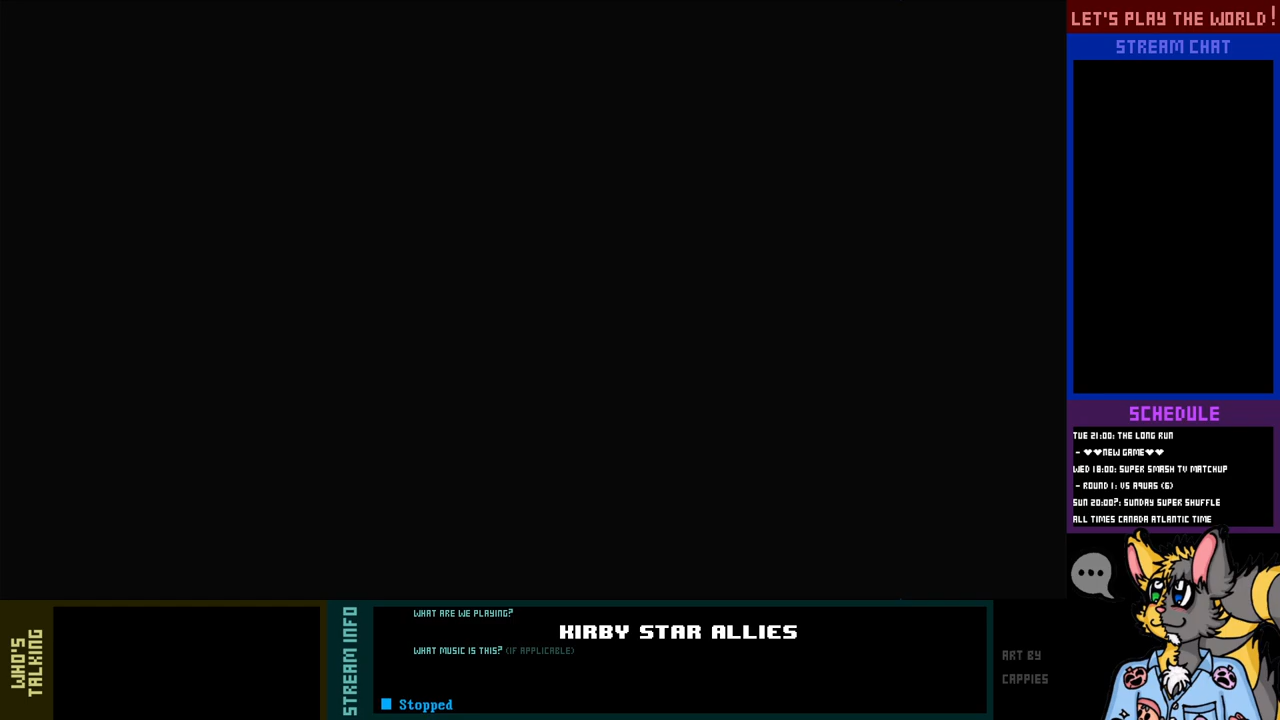 LET'S PLAY THE WORLD!
STREAM CHAT
SCHEDULE
TUE 21:00: THE LONG RUN
- ♥♥NEW GAME♥♥
WED 18:00: SUPER SMASH TV MATCHUP
- ROUND 1: VS AQUAS (6)
SUN 20:00?: SUNDAY SUPER SHUFFLE
ALL TIMES CANADA ATLANTIC TIME
WHO'S
TALKING
STREAM INFO
WHAT ARE WE PLAYING?
KIRBY STAR ALLIES
WHAT MUSIC IS THIS? (IF APPLICABLE)
Stopped
ART BY
CAPPIES